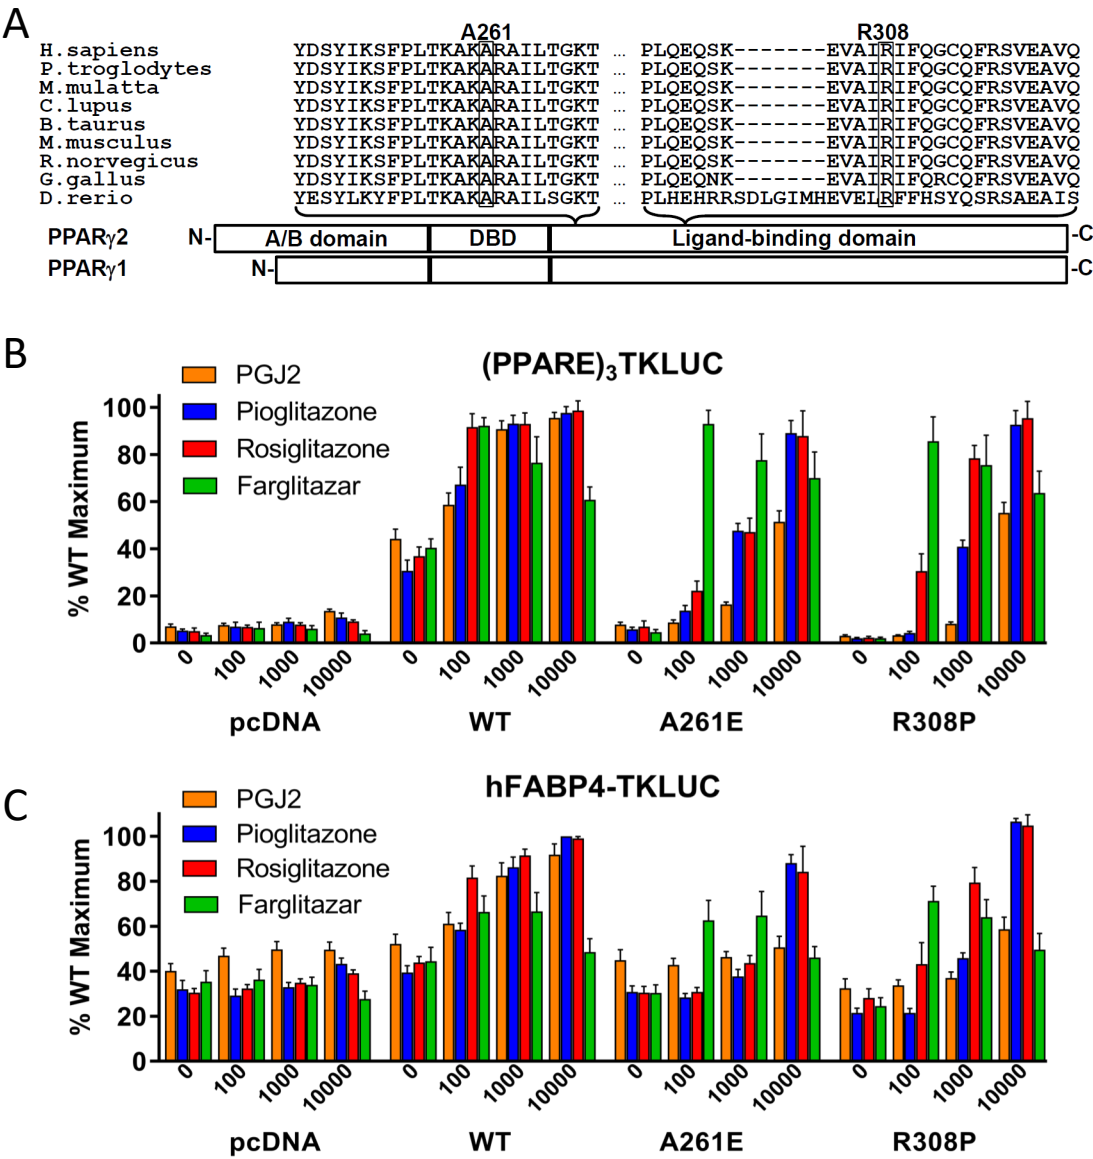 A
A261 R308
H.sapiens YDSYIKSFPLTKAKARAILTGKT ... PLQEQSK-------EVAIRIFQGCQFRSVEAVQ
P.troglodytes YDSYIKSFPLTKAKARAILTGKT ... PLQEQSK-------EVAIRIFQGCQFRSVEAVQ
M.mulatta YDSYIKSFPLTKAKARAILTGKT ... PLQEQSK-------EVAIRIFQGCQFRSVEAVQ
C.lupus YDSYIKSFPLTKAKARAILTGKT ... PLQEQSK-------EVAIRIFQGCQFRSVEAVQ
B.taurus YDSYIKSFPLTKAKARAILTGKT ... PLQEQSK-------EVAIRIFQGCQFRSVEAVQ
M.musculus YDSYIKSFPLTKAKARAILTGKT ... PLQEQSK-------EVAIRIFQGCQFRSVEAVQ
R.norvegicus YDSYIKSFPLTKAKARAILTGKT ... PLQEQSK-------EVAIRIFQGCQFRSVEAVQ
G.gallus YDSYIKSFPLTKAKARAILTGKT ... PLQEQNK-------EVAIRIFQRCQFRSVEAVQ
D.rerio YESYLKYFPLTKAKARAILSGKT ... PLHEHRRSDLGIMHEVELRFFHSYQSRSAEAIS
PPARγ2 N- A/B domain DBD Ligand-binding domain -C
PPARγ1 N- -C
B
(PPARE)3TKLUC
PGJ2
Pioglitazone
Rosiglitazone
Farglitazar
% WT Maximum
100
80
60
40
20
0
0 100 1000 10000 0 100 1000 10000 0 100 1000 10000 0 100 1000 10000
pcDNA WT A261E R308P
C
hFABP4-TKLUC
PGJ2
Pioglitazone
Rosiglitazone
Farglitazar
% WT Maximum
100
80
60
40
20
0
0 100 1000 10000 0 100 1000 10000 0 100 1000 10000 0 100 1000 10000
pcDNA WT A261E R308P